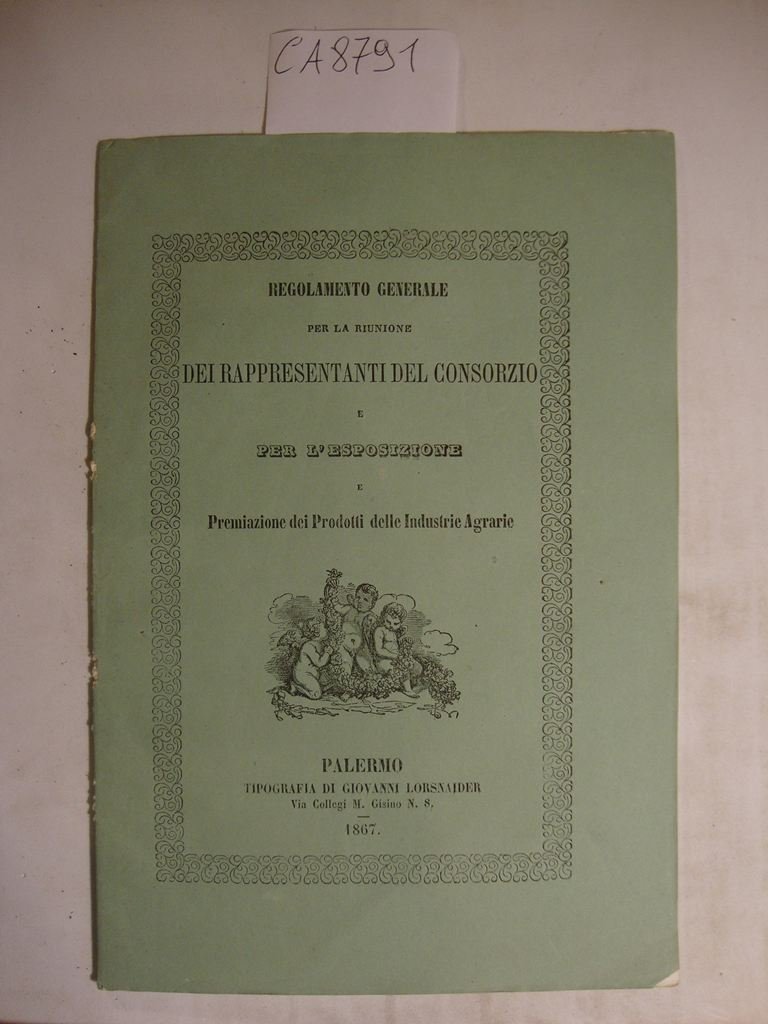 CA8791
REGOLAMENTO GENERALE
PER LA RIUNIONE
DEI RAPPRESENTANTI DEL CONSORZIO
E
PER L'ESPOSIZIONE
E
Premiazione dei Prodotti delle Industrie Agrarie
PALERMO
TIPOGRAFIA DI GIOVANNI LORSNAIDER
Via Collegi M. Gisino N. 8.
1867.